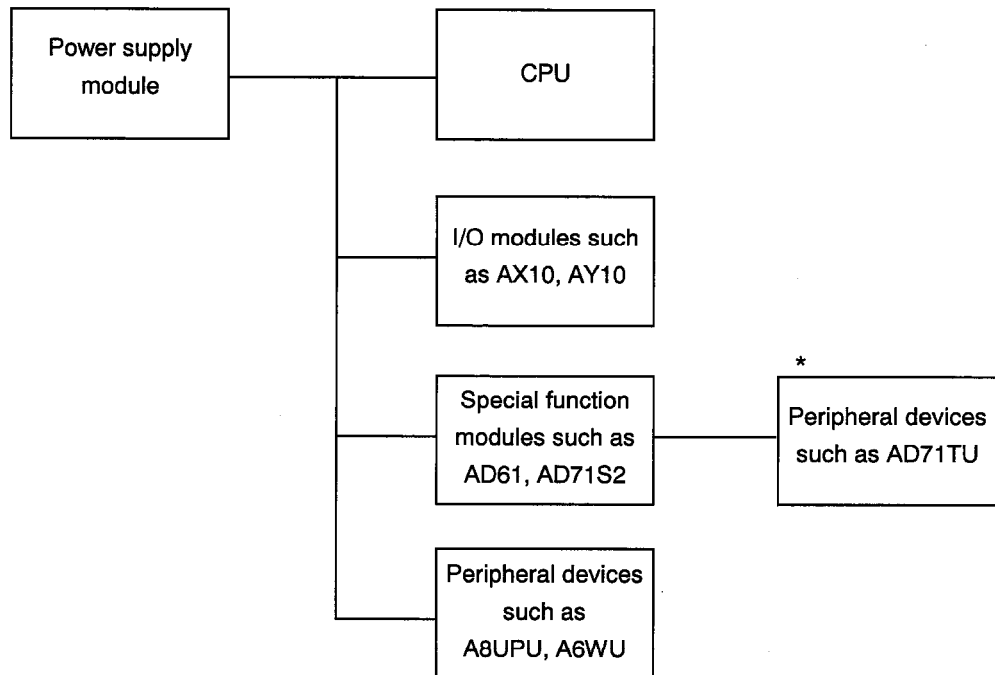 Power supply
module
CPU
I/O modules such
as AX10, AY10
*
Special function
modules such as
AD61, AD71S2
Peripheral devices
such as AD71TU
Peripheral devices
such as
A8UPU, A6WU